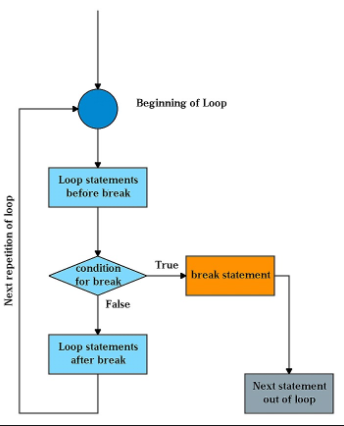 Beginning of Loop
Loop statements
before break
condition
for break
True
break statement
False
Loop statements
after break
Next statement
out of loop
Next repetition of loop